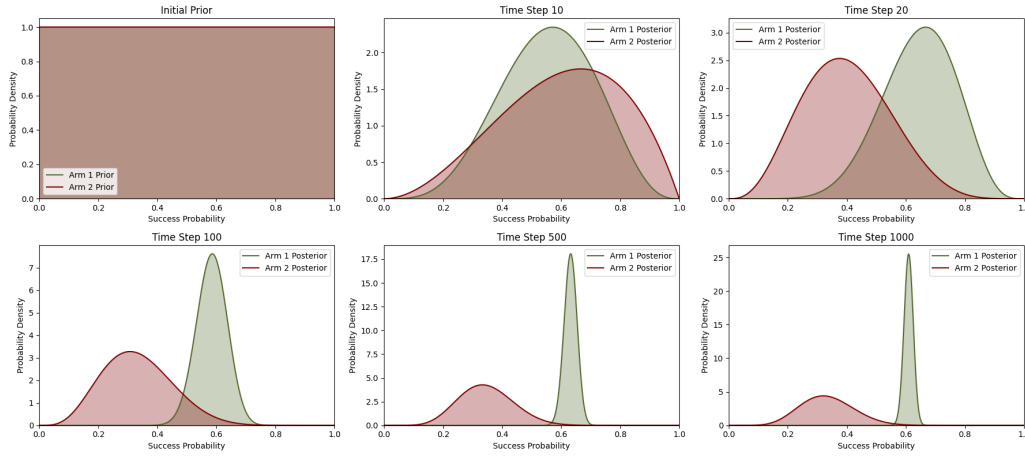 Initial Prior
Probability Density
1.0
0.8
0.6
0.4
0.2
0.0
Arm 1 Prior
Arm 2 Prior
0.0 0.2 0.4 0.6 0.8 1.0
Success Probability
Time Step 10
Probability Density
2.0
1.5
1.0
0.5
0.0
Arm 1 Posterior
Arm 2 Posterior
0.0 0.2 0.4 0.6 0.8 1.0
Success Probability
Time Step 20
Probability Density
3.0
2.5
2.0
1.5
1.0
0.5
0.0
Arm 1 Posterior
Arm 2 Posterior
0.0 0.2 0.4 0.6 0.8
Success Probability
Time Step 100
Probability Density
7
6
5
4
3
2
1
0
Arm 1 Posterior
Arm 2 Posterior
0.0 0.2 0.4 0.6 0.8 1.0
Success Probability
Time Step 500
Probability Density
17.5
15.0
12.5
10.0
7.5
5.0
2.5
0.0
Arm 1 Posterior
Arm 2 Posterior
0.0 0.2 0.4 0.6 0.8 1.0
Success Probability
Time Step 1000
Probability Density
25
20
15
10
5
0
Arm 1 Posterior
Arm 2 Posterior
0.0 0.2 0.4 0.6 0.8
Success Probability